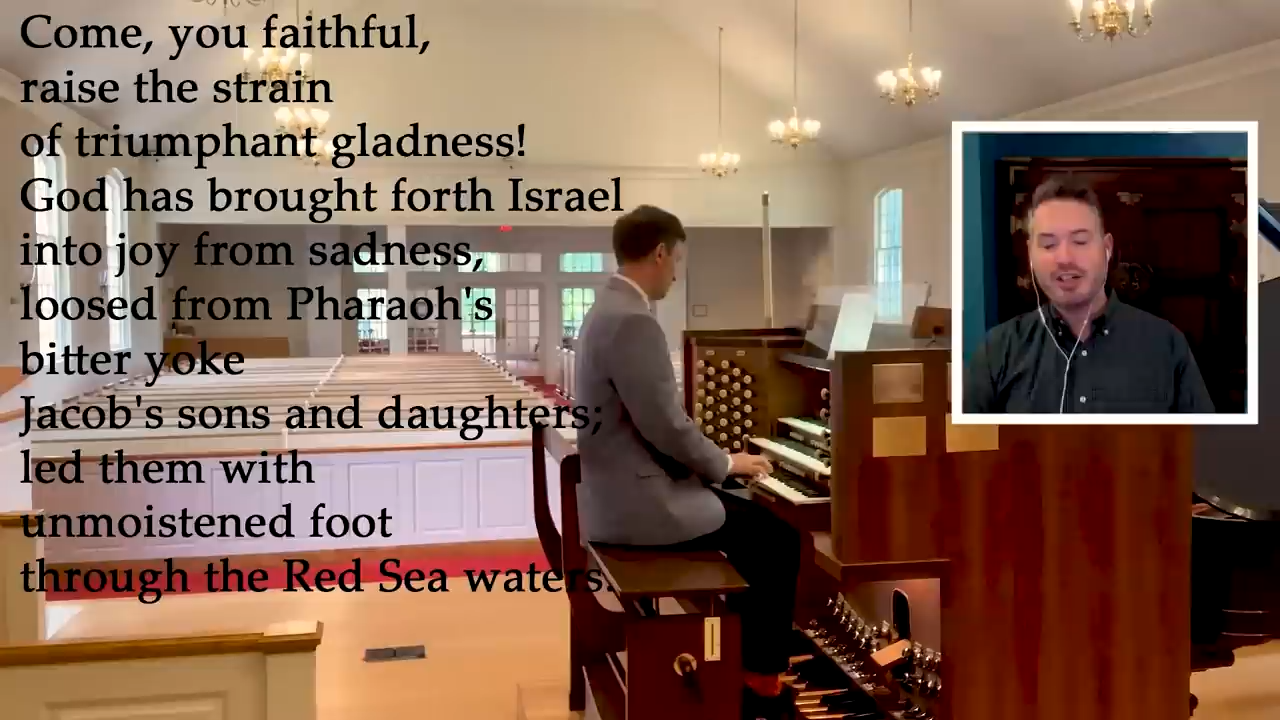 Come, you faithful,
raise the strain
of triumphant gladness!
God has brought forth Israel
into joy from sadness,
loosed from Pharaoh's
bitter yoke
Jacob's sons and daughters;
led them with
unmoistened foot
through the Red Sea waters.